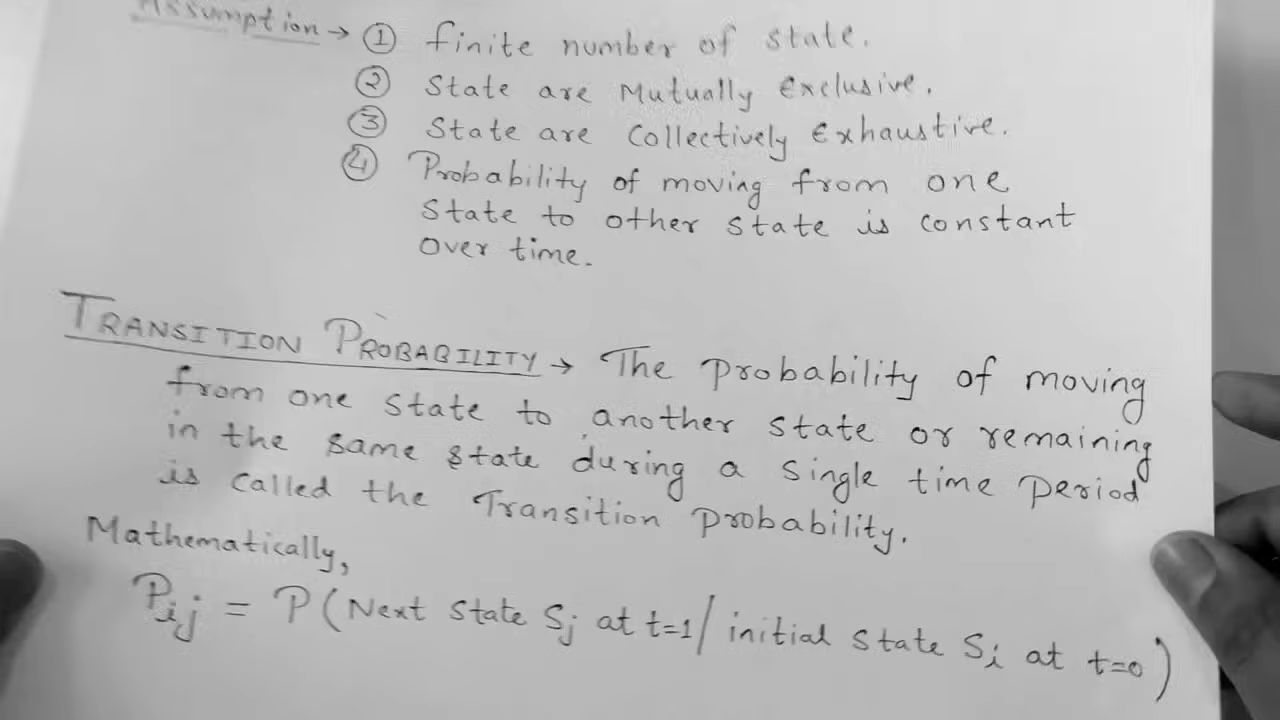 Assumption → ① finite number of state.
② State are Mutually Exclusive.
③ State are Collectively Exhaustive.
④ Probability of moving from one
state to other state is constant
over time.
TRANSITION PROBABILITY → The probability of moving
from one state to another state or remaining
in the same state during a single time period
is called the Transition probability.
Mathematically,
Pij = P(Next state Sj at t=1/initial state Si at t=0)